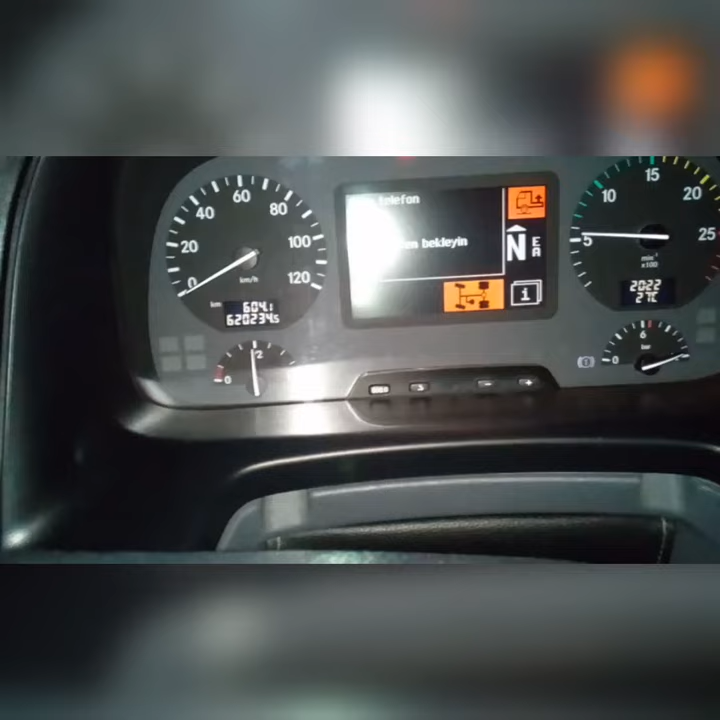 0 20 40 60 80 100 120
km/h
km 604.1
620234.5
0 2
telefon
bekleyin
N E
A
i
- +
5 10 15 20 25
min⁻¹
x100
20:22
27°C
0 6
bar